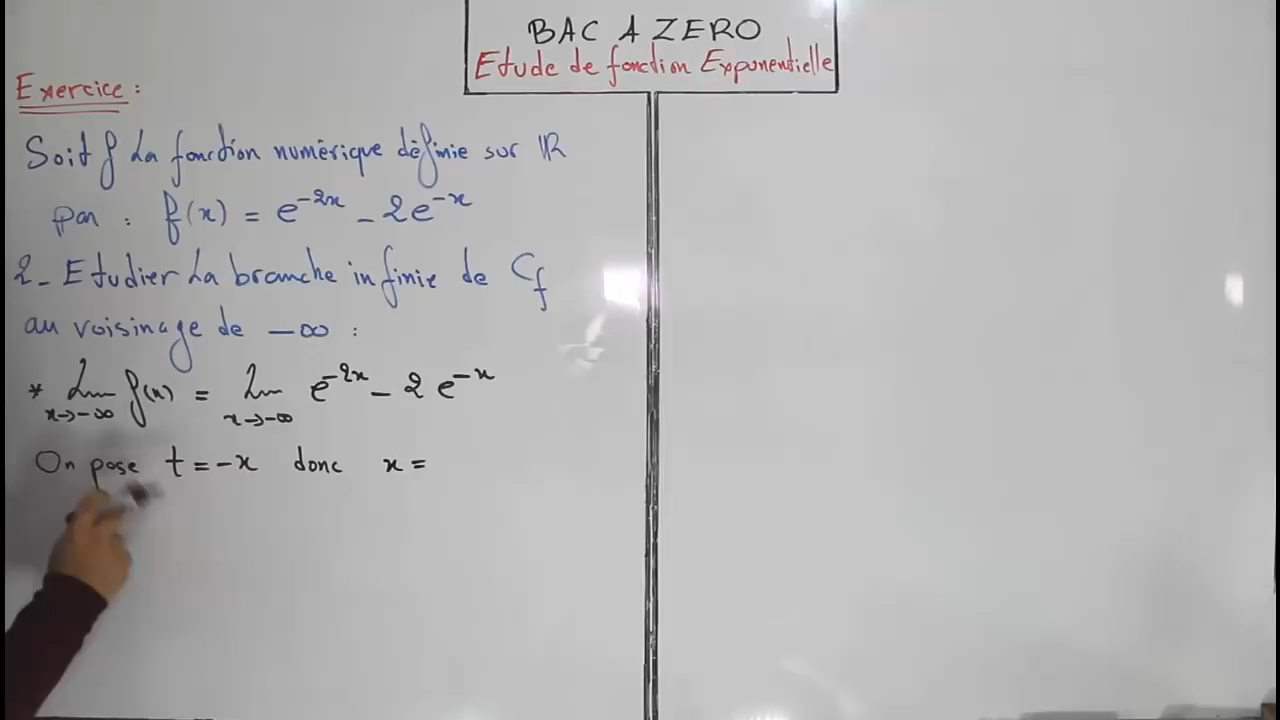 BAC A ZERO
Etude de fonction Exponentielle
Exercice :
Soit f La fonction numérique définie sur ℝ
par : f(x) = e^{-2x} - 2e^{-x}
2 - Etudier La branche infinie de C_f
au voisinage de -∞ :
* Lim_{x→-∞} f(x) = Lim_{x→-∞} e^{-2x} - 2 e^{-x}
On pose t = -x donc x =